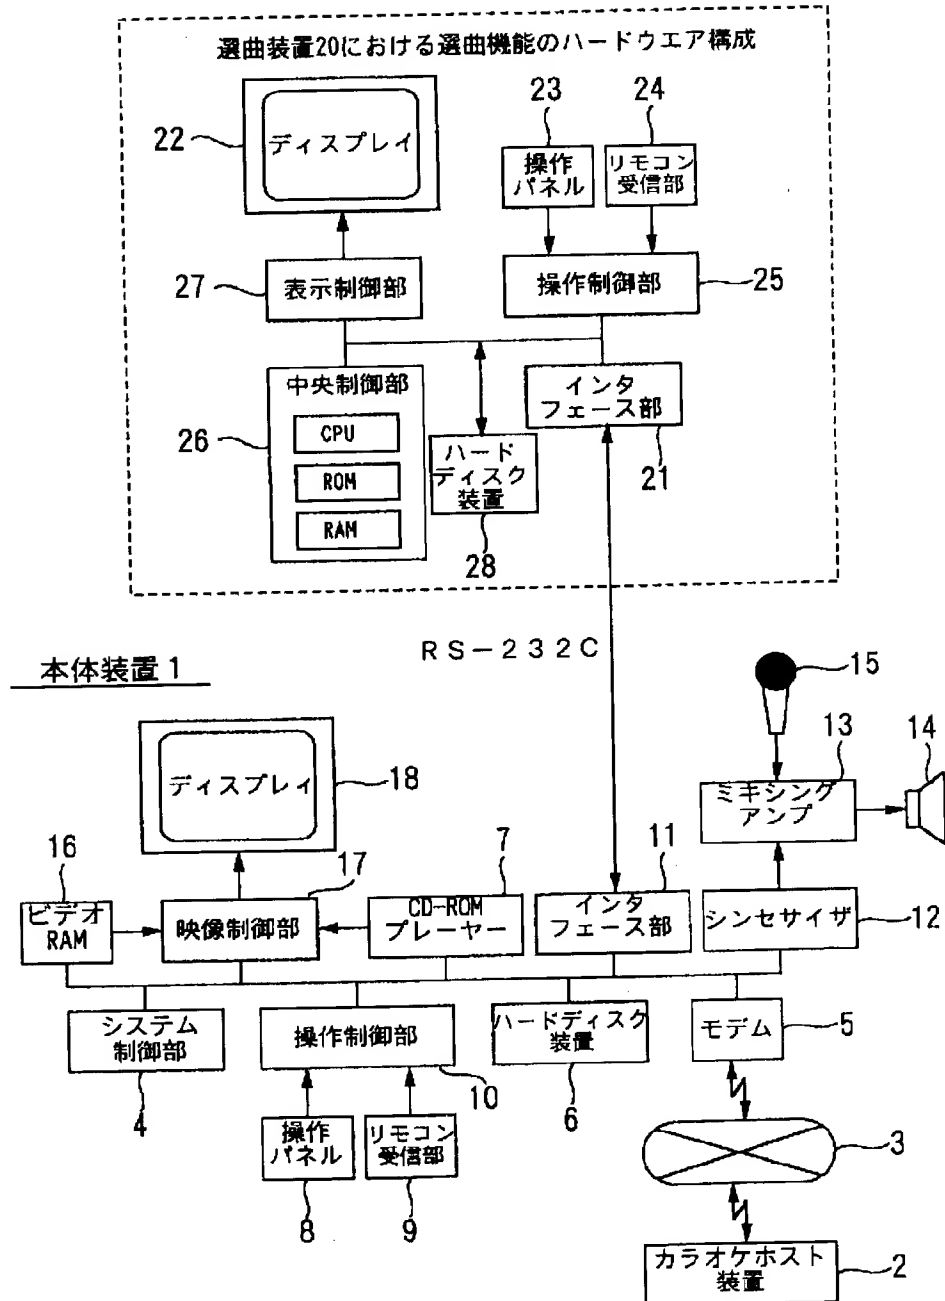 選曲装置20における選曲機能のハードウエア構成
22
ディスプレイ
23
24
操作
パネル
リモコン
受信部
27
表示制御部
操作制御部
25
中央制御部
26
CPU
ROM
RAM
ハード
ディスク
装置
28
インタ
フェース部
21
RS-232C
本体装置1
15
13
14
ミキシング
アンプ
ディスプレイ
18
16
ビデオ
RAM
17
映像制御部
7
CD-ROM
プレーヤー
11
インタ
フェース部
シンセサイザ
12
システム
制御部
4
操作制御部
10
ハードディスク
装置
6
モデム
5
操作
パネル
8
リモコン
受信部
9
3
カラオケホスト
装置
2